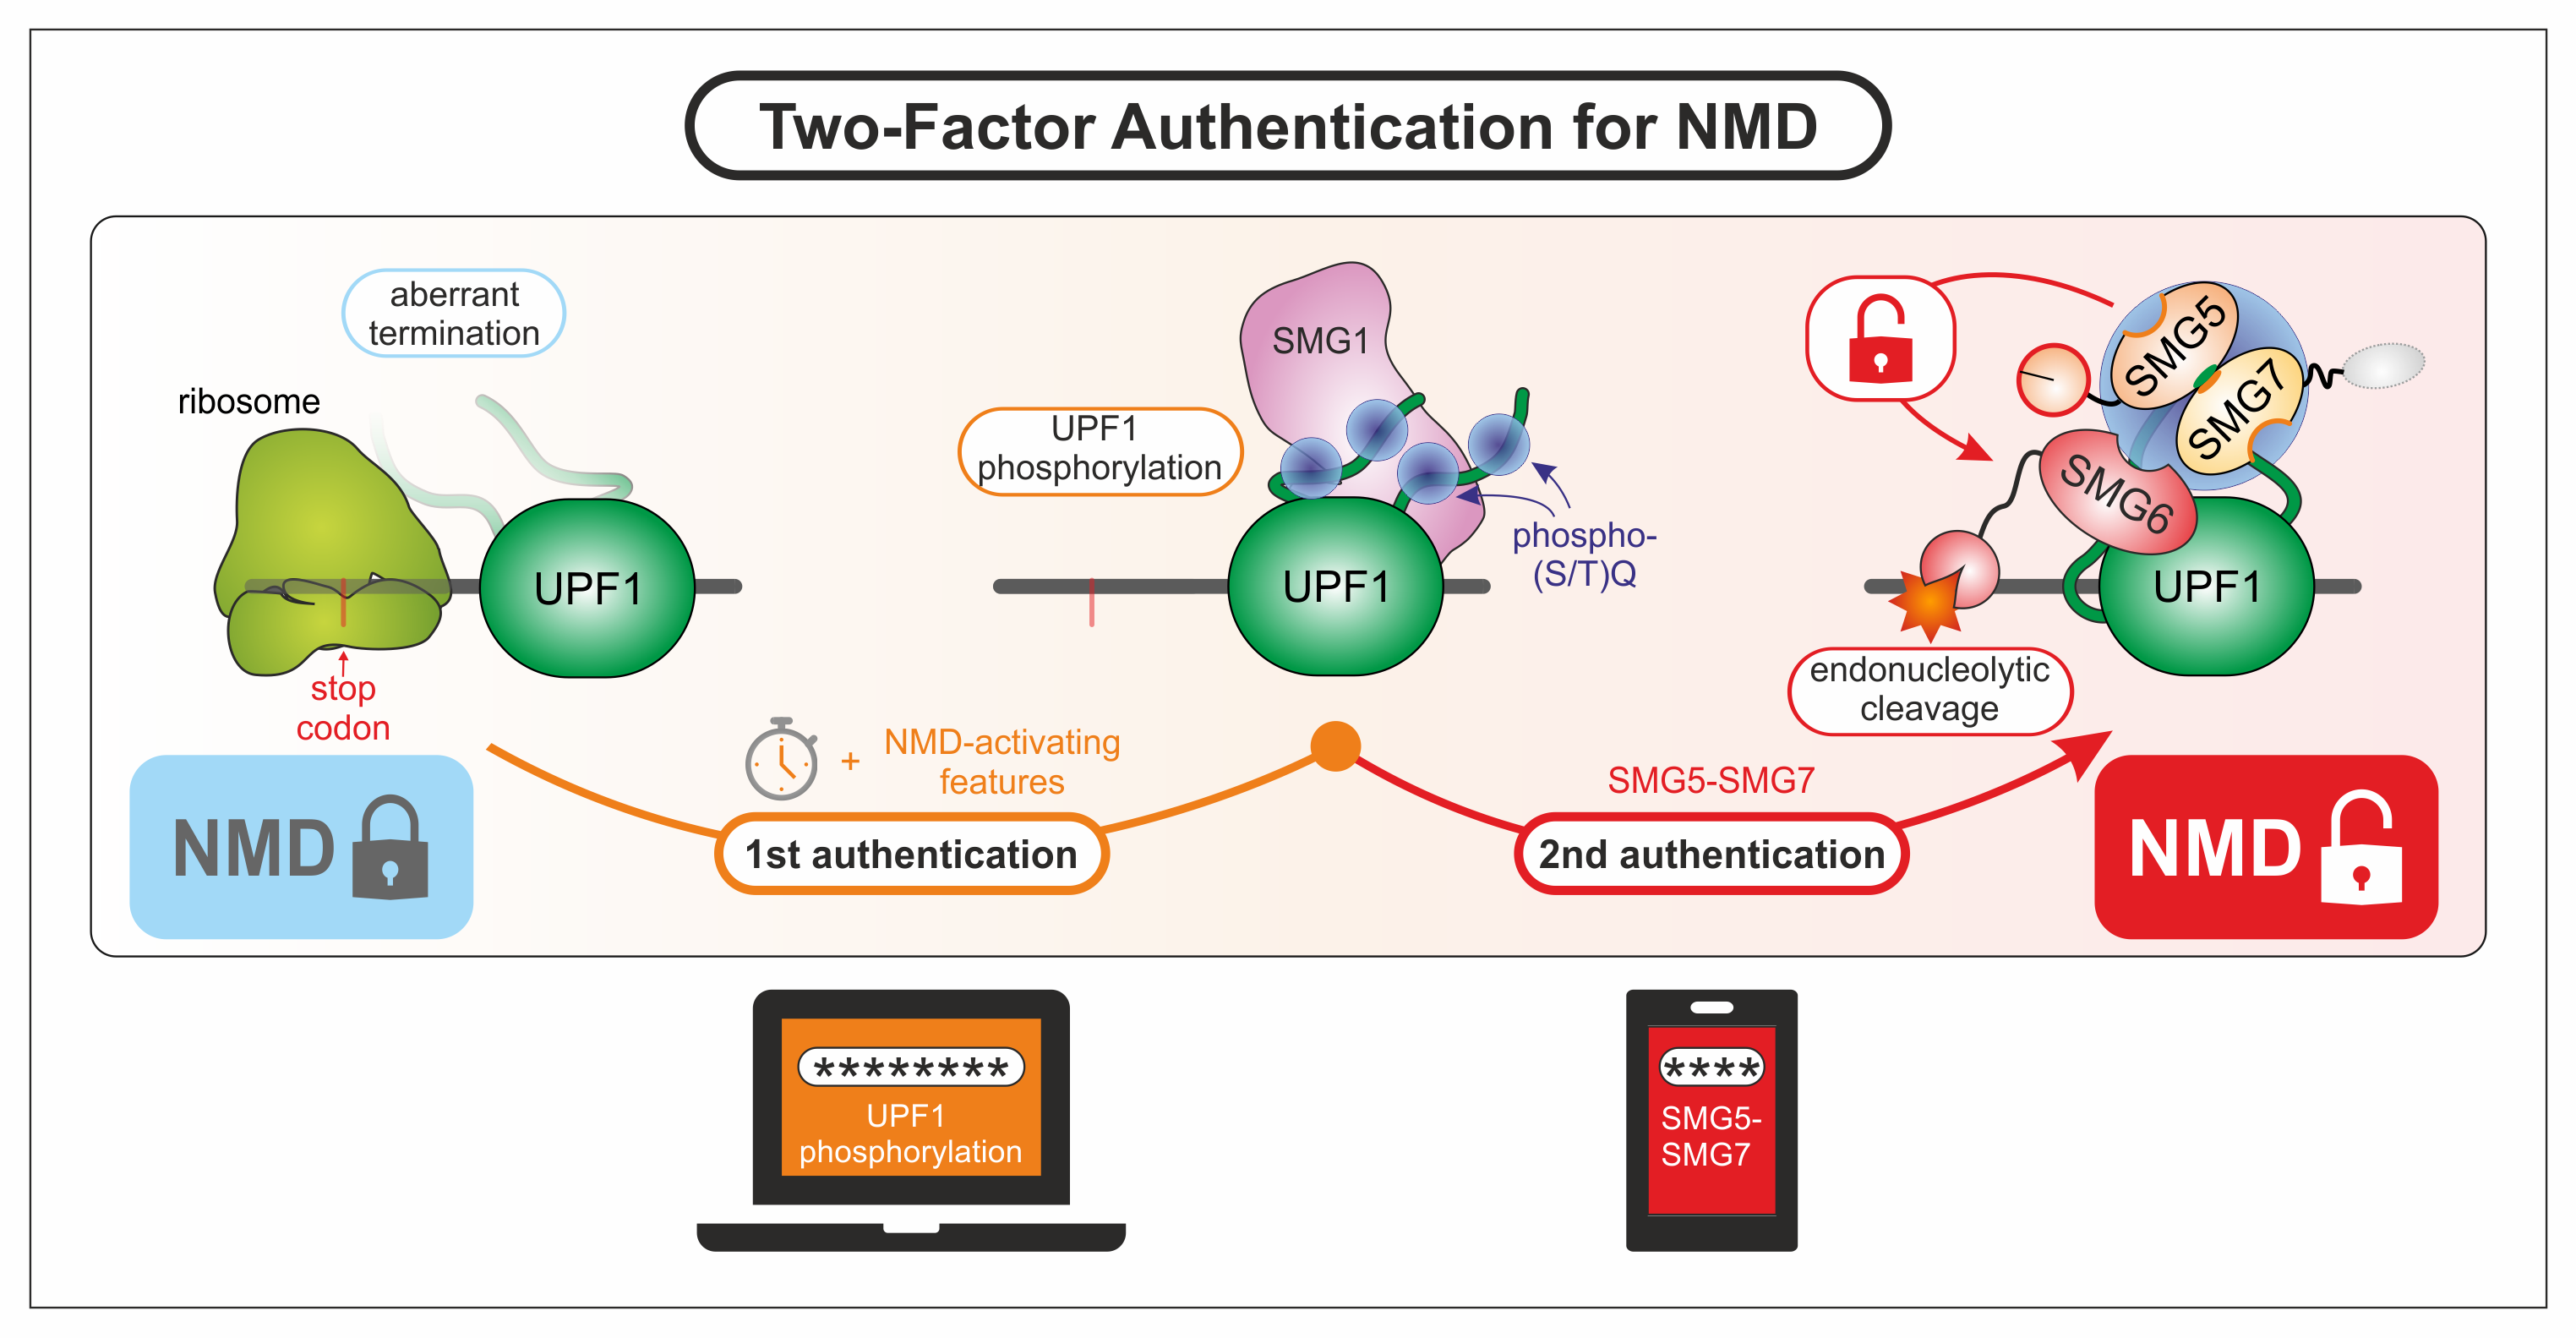 Two-Factor Authentication for NMD
aberrant
termination
ribosome
UPF1
stop
codon
NMD
SMG1
UPF1
phosphorylation
phospho-
(S/T)Q
UPF1
SMG5
SMG7
SMG6
UPF1
endonucleolytic
cleavage
+
NMD-activating
features
1st authentication
SMG5-SMG7
2nd authentication
NMD
********
UPF1
phosphorylation
****
SMG5-
SMG7